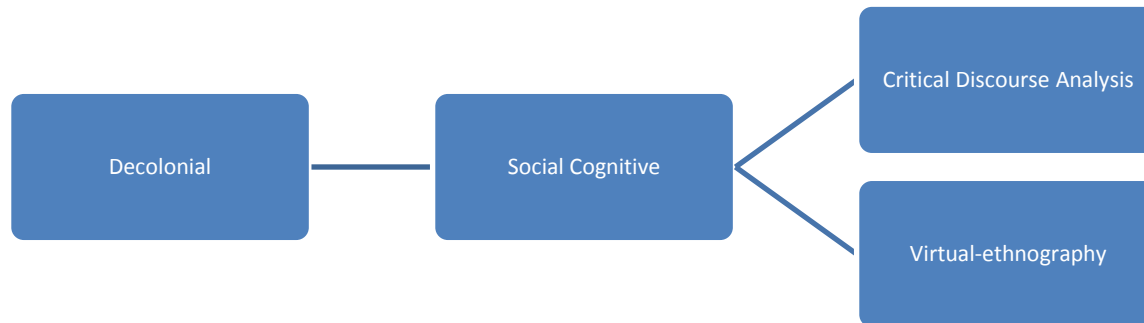 Decolonial
Social Cognitive
Critical Discourse Analysis
Virtual-ethnography